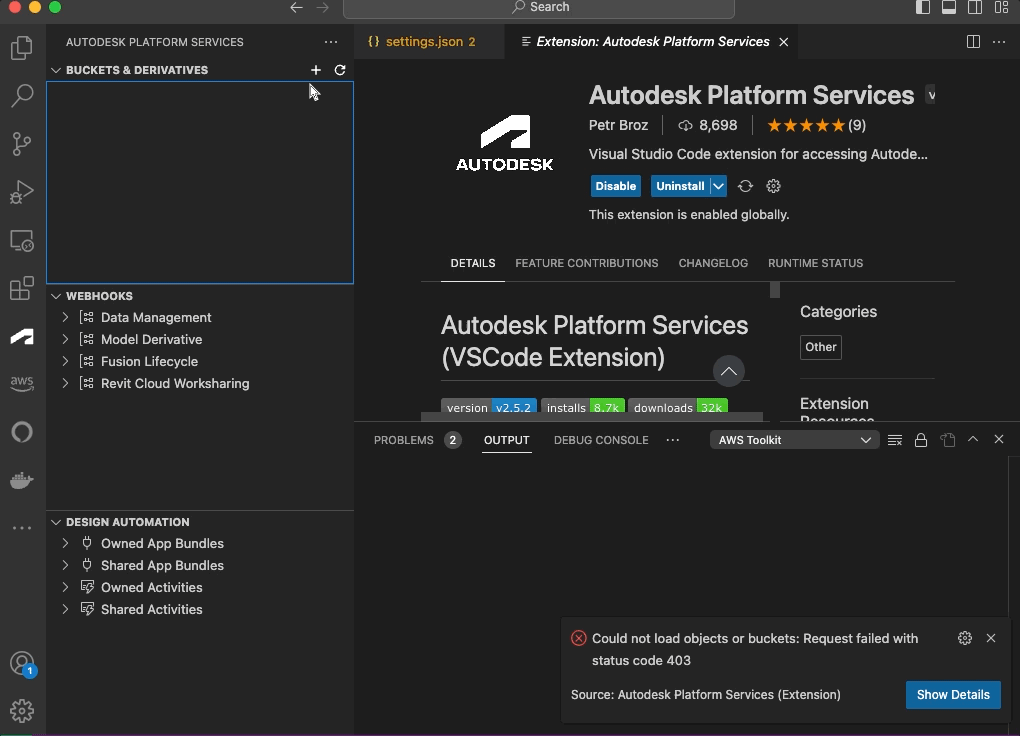 Search
AUTODESK PLATFORM SERVICES
BUCKETS & DERIVATIVES
WEBHOOKS
Data Management
Model Derivative
Fusion Lifecycle
Revit Cloud Worksharing
DESIGN AUTOMATION
Owned App Bundles
Shared App Bundles
Owned Activities
Shared Activities
aws
1
{} settings.json 2
Extension: Autodesk Platform Services
AUTODESK
Autodesk Platform Services v
Petr Broz 8,698 (9)
Visual Studio Code extension for accessing Autode...
Disable Uninstall
This extension is enabled globally.
DETAILS FEATURE CONTRIBUTIONS CHANGELOG RUNTIME STATUS
Autodesk Platform Services
(VSCode Extension)
version v2.5.2 installs 8.7k downloads 32k
Categories
Other
Extension
Resources
PROBLEMS 2 OUTPUT DEBUG CONSOLE ··· AWS Toolkit
Could not load objects or buckets: Request failed with
status code 403
Source: Autodesk Platform Services (Extension)
Show Details